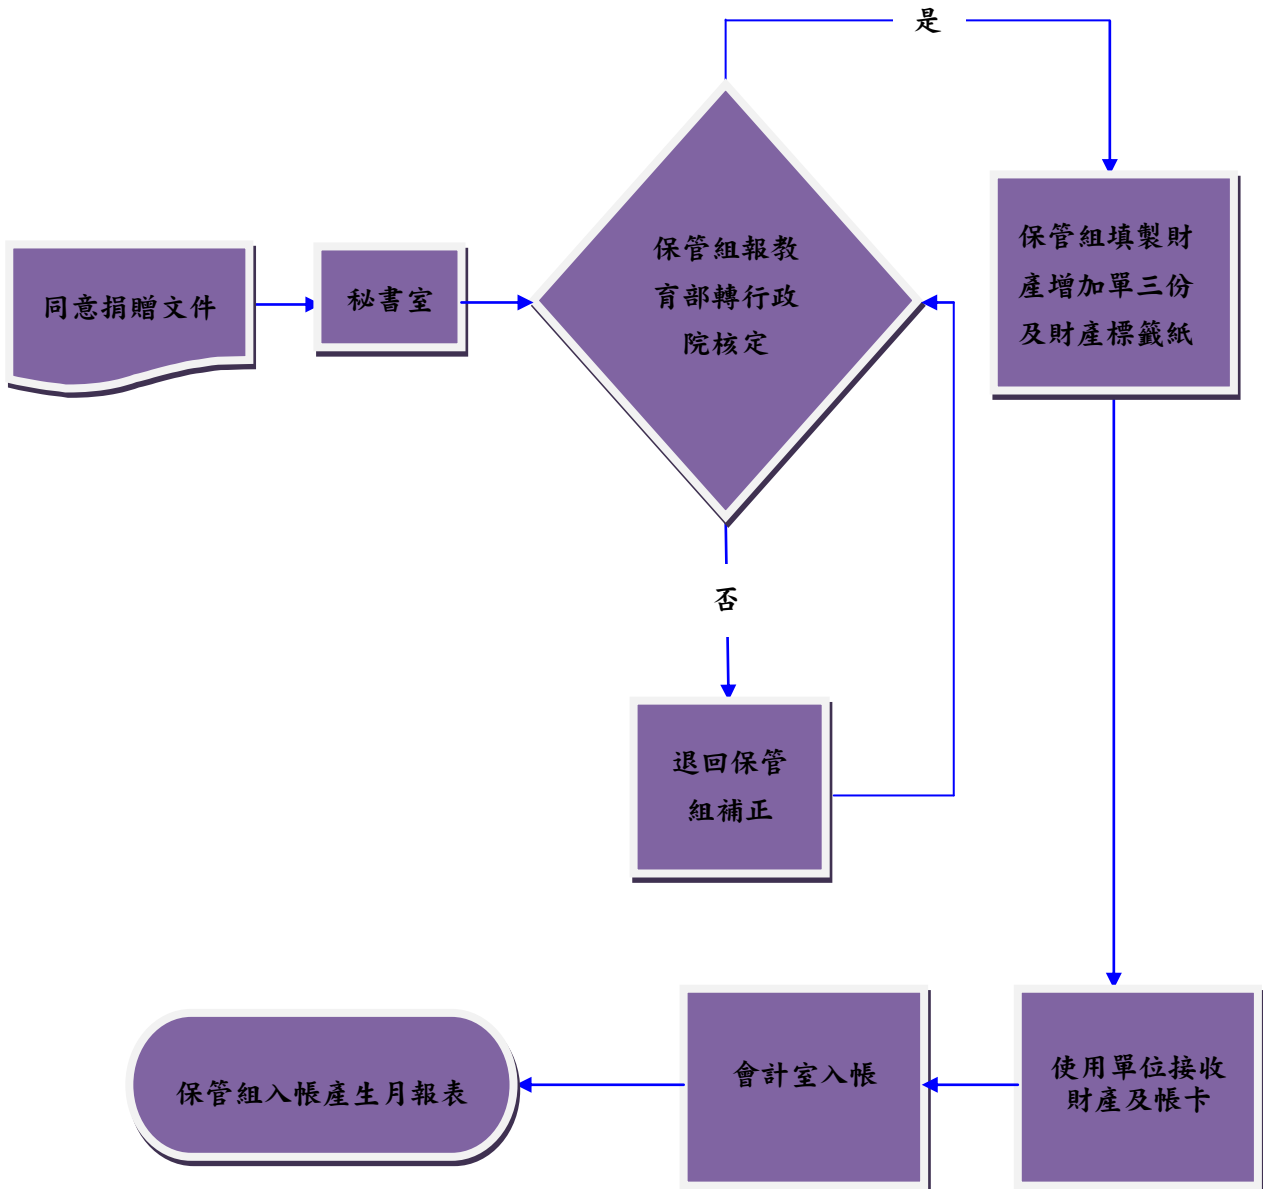 是
同意捐贈文件
秘書室
保管組報教
育部轉行政
院核定
保管組填製財
產增加單三份
及財產標籤紙
否
退回保管
組補正
保管組入帳產生月報表
會計室入帳
使用單位接收
財產及帳卡